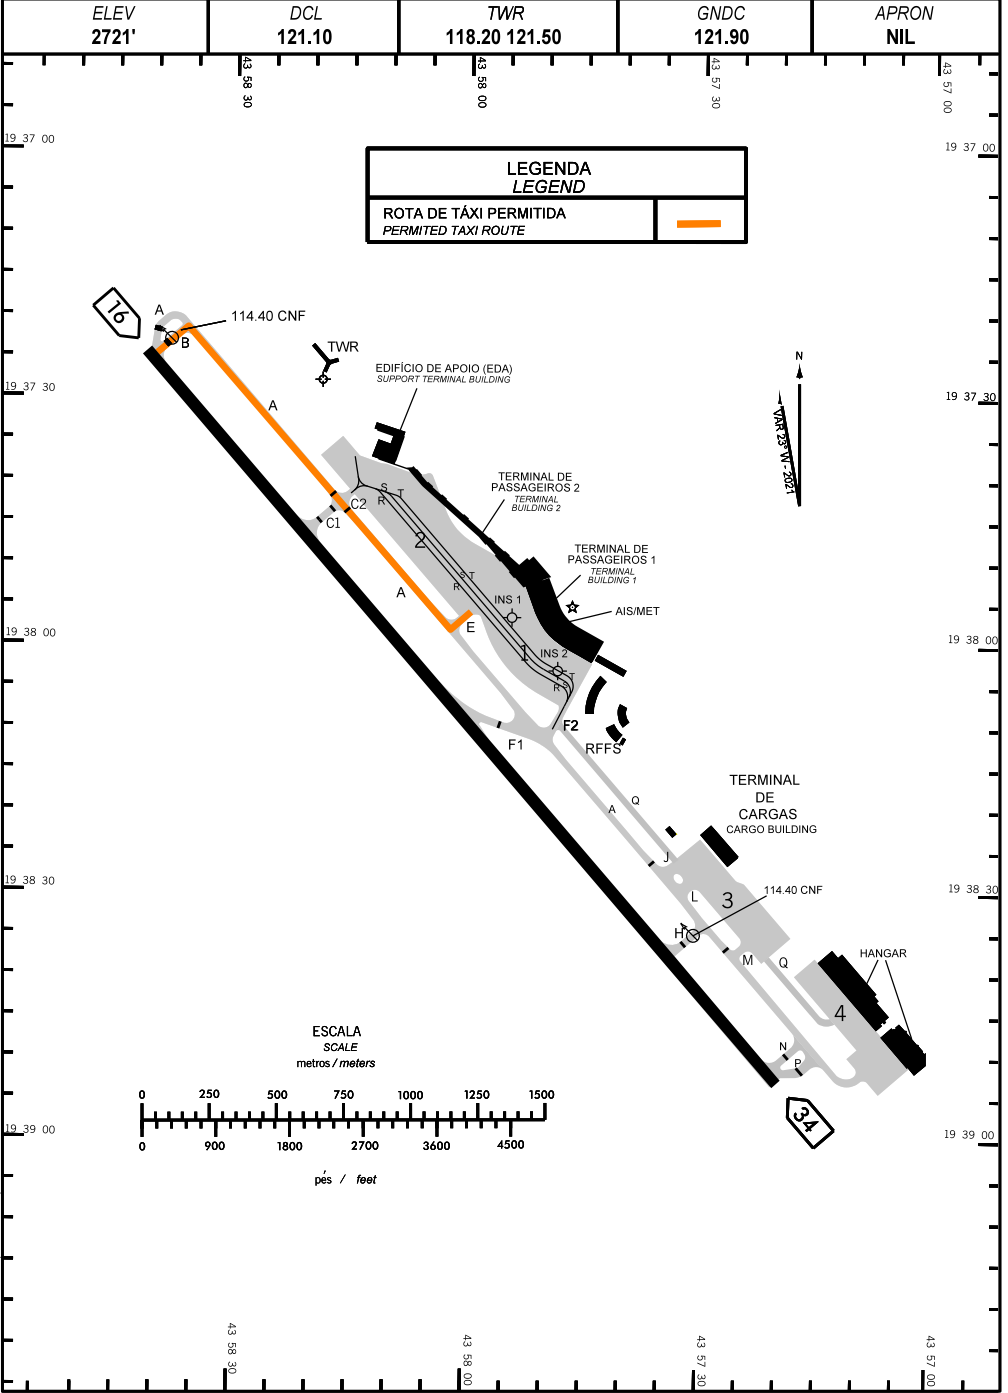 ELEV
2721'
DCL
121.10
TWR
118.20 121.50
GNDC
121.90
APRON
NIL
43 58 30
43 58 00
43 57 30
43 57 00
19 37 00
19 37 00
LEGENDA
LEGEND
ROTA DE TÁXI PERMITIDA
PERMITED TAXI ROUTE
16
A
114.40 CNF
B
TWR
EDIFÍCIO DE APOIO (EDA)
SUPPORT TERMINAL BUILDING
N
VAR 23° W - 2021
19 37 30
19 37 30
A
TERMINAL DE
PASSAGEIROS 2
TERMINAL
BUILDING 2
S
T
R
C2
C1
2
TERMINAL DE
PASSAGEIROS 1
TERMINAL
BUILDING 1
S T
R
A
INS 1
AIS/MET
E
19 38 00
19 38 00
1
INS 2
T
R S
F2
F1
RFFS
TERMINAL
DE
CARGAS
CARGO BUILDING
Q
A
J
19 38 30
19 38 30
114.40 CNF
L
3
H
M
Q
HANGAR
4
N
P
ESCALA
SCALE
metros / meters
0 250 500 750 1000 1250 1500
0 900 1800 2700 3600 4500
pés / feet
34
19 39 00
19 39 00
43 58 30
43 58 00
43 57 30
43 57 00